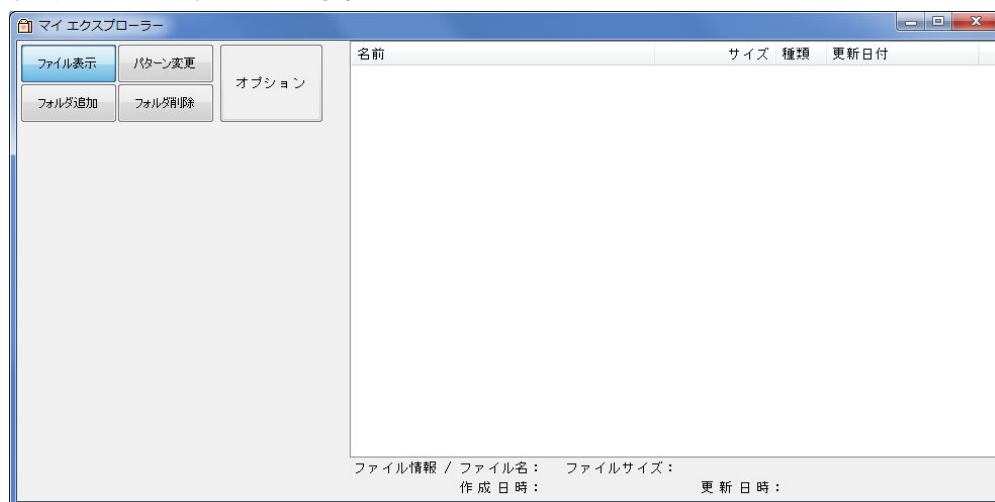 マイ エクスプローラー
ファイル表示 パターン変更 オプション
フォルダ追加 フォルダ削除
名前 サイズ 種類 更新日付
ファイル情報 / ファイル名： ファイルサイズ：
作成日時： 更新日時：